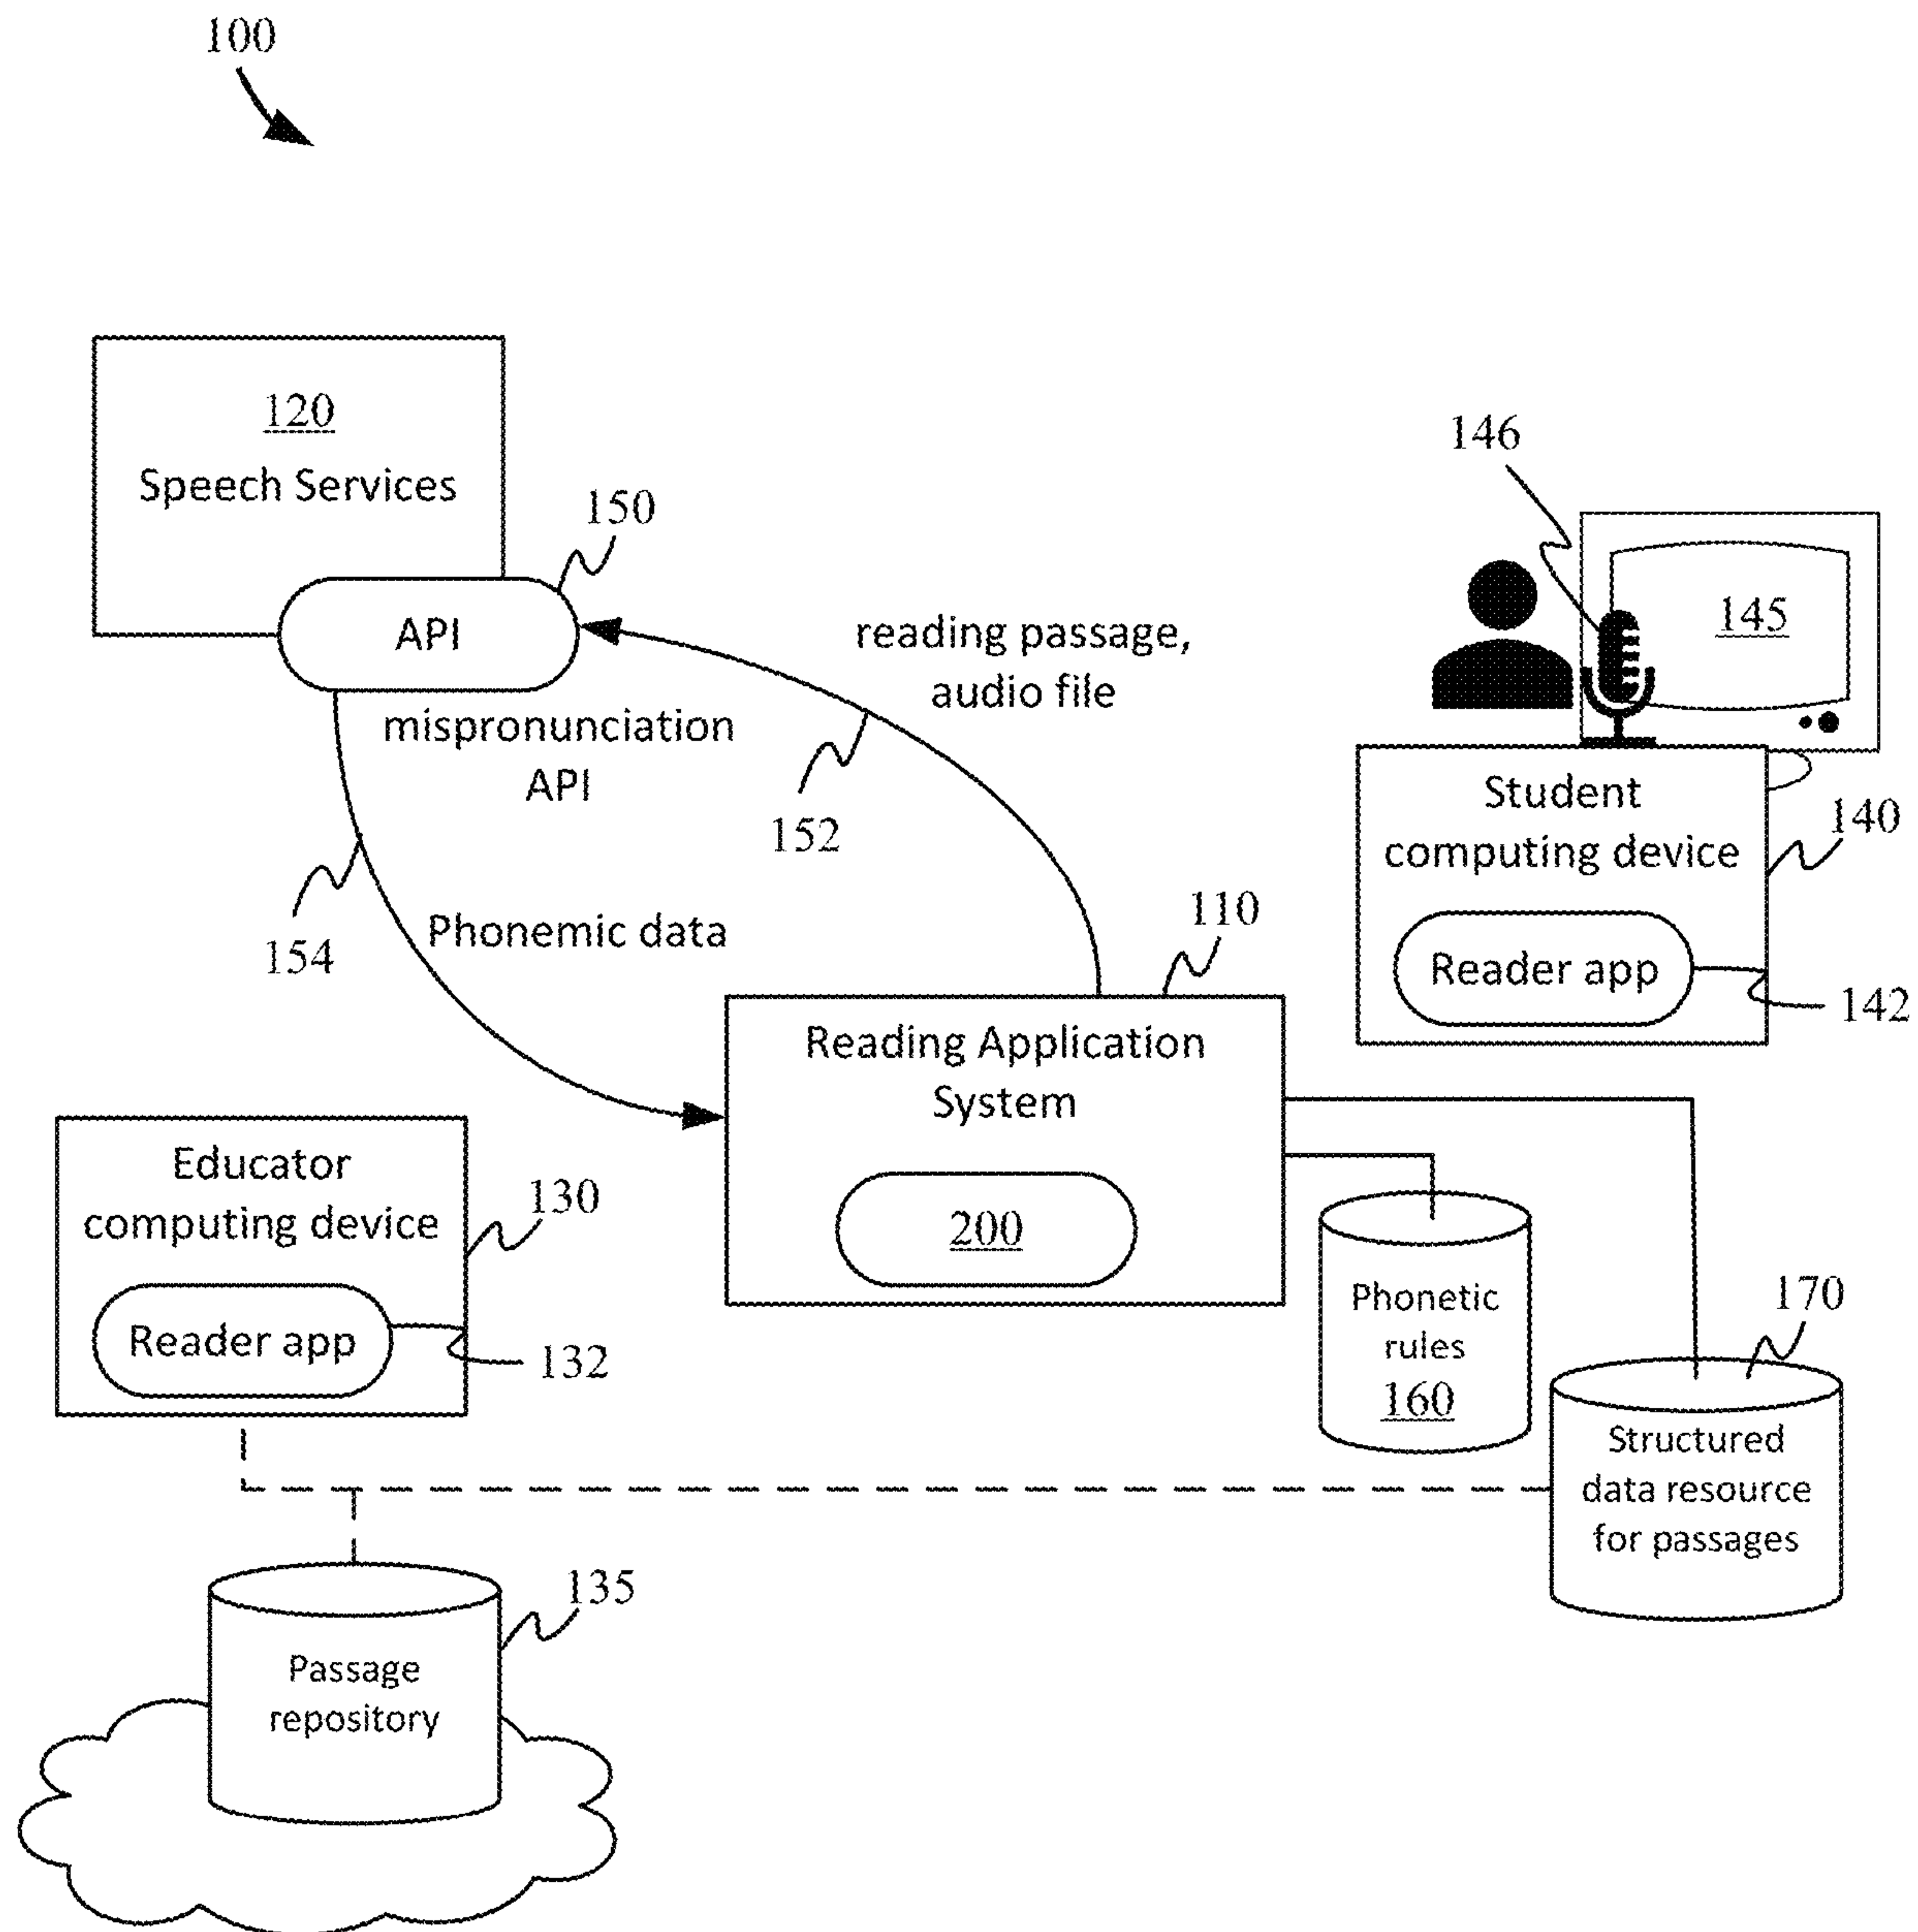 100
120
Speech Services
150
API
mispronunciation
API
reading passage,
audio file
152
154
Phonemic data
146
145
Student
computing device
140
Reader app
142
110
Reading Application
System
200
Educator
computing device
130
Reader app
132
Phonetic
rules
160
170
Structured
data resource
for passages
135
Passage
repository